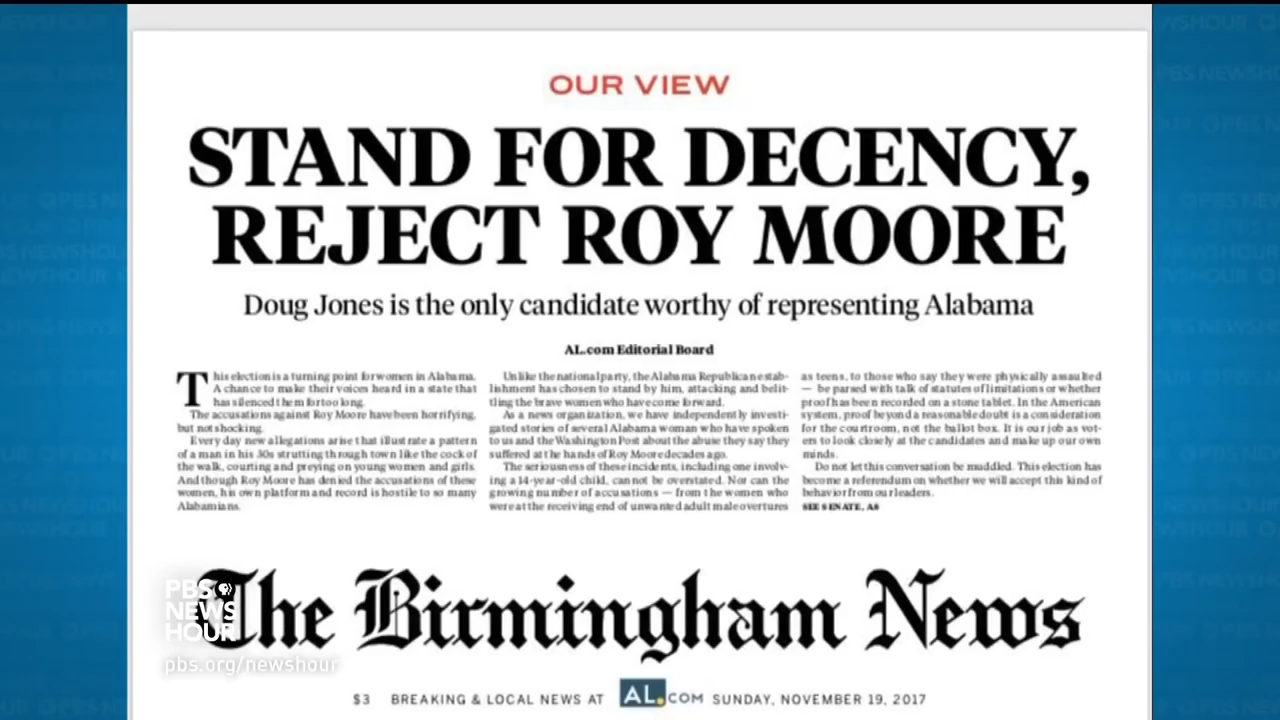 OUR VIEW
STAND FOR DECENCY,
REJECT ROY MOORE
Doug Jones is the only candidate worthy of representing Alabama
AL.com Editorial Board
This election is a turning point for women in Alabama.
A chance to make their voices heard in a state that
has silenced them for too long.
The accusations against Roy Moore have been horrifying,
but not shocking.
Every day new allegations arise that illustrate a pattern
of a man in his 30s strutting through town like the cock of
the walk, courting and preying on young women and girls.
And though Roy Moore has denied the accusations of these
women, his own platform and record is hostile to so many
Alabamians.
Unlike the national party, the Alabama Republican estab-
lishment has chosen to stand by him, attacking and belit-
tling the brave women who have come forward.
As a news organization, we have independently investi-
gated stories of several Alabama woman who have spoken
to us and the Washington Post about the abuse they say they
suffered at the hands of Roy Moore decades ago.
The seriousness of these incidents, including one involv-
ing a 14-year-old child, cannot be overstated. Nor can the
growing number of accusations — from the women who
were at the receiving end of unwanted adult male overtures
as teens, to those who say they were physically assaulted
— be parsed with talk of statutes of limitations or whether
proof has been recorded on a stone tablet. In the American
system, proof beyond a reasonable doubt is a consideration
for the courtroom, not the ballot box. It is our job as vot-
ers to look closely at the candidates and make up our own
minds.
Do not let this conversation be muddled. This election has
become a referendum on whether we will accept this kind of
behavior from our leaders.
SEE SENATE, A8
The Birmingham News
PBS
NEWS
HOUR
pbs.org/newshour
$3 BREAKING & LOCAL NEWS AT AL.COM SUNDAY, NOVEMBER 19, 2017